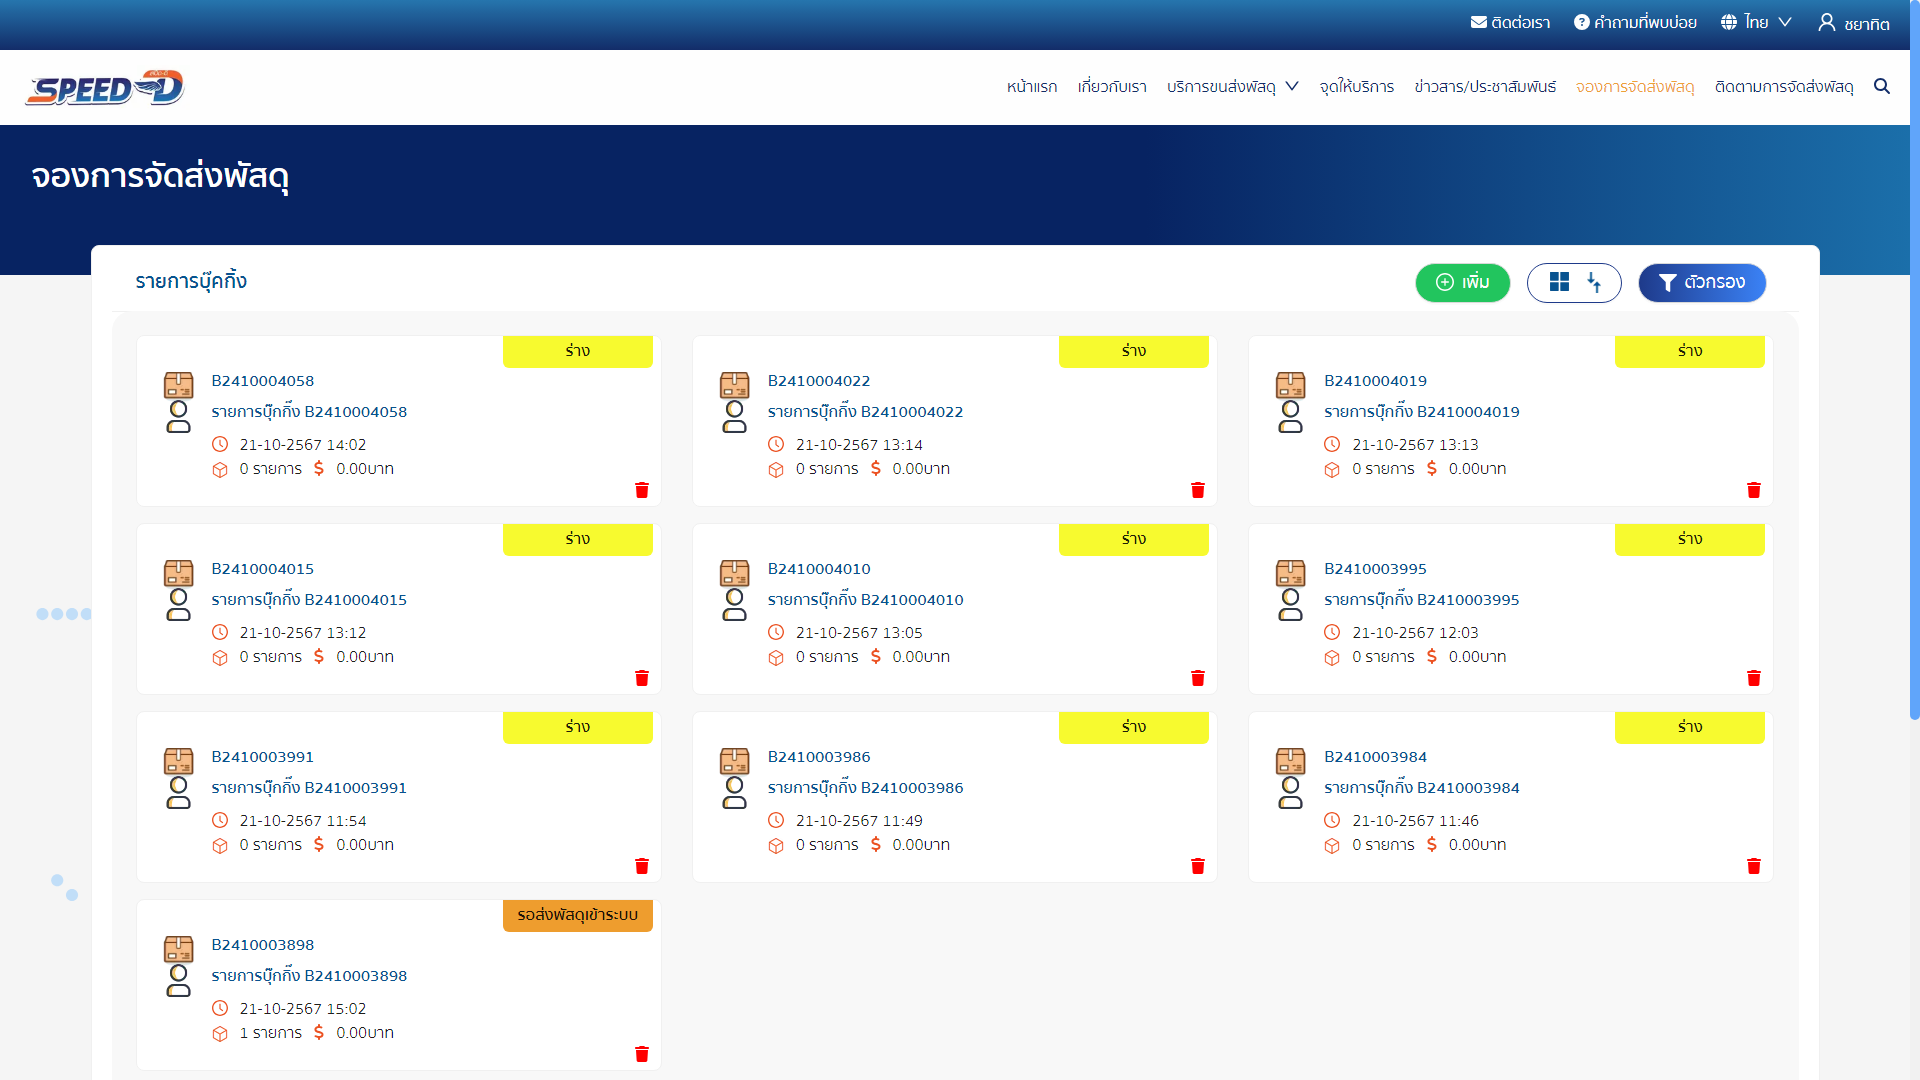 ติดต่อเรา คำถามที่พบบ่อย ไทย ชยาทิต
SPEED D หน้าแรก เกี่ยวกับเรา บริการขนส่งพัสดุ จุดให้บริการ ข่าวสาร/ประชาสัมพันธ์ จองการจัดส่งพัสดุ ติดตามการจัดส่งพัสดุ
จองการจัดส่งพัสดุ
รายการบุ๊คกิ้ง เพิ่ม ตัวกรอง
ร่าง ร่าง ร่าง
B2410004058 B2410004022 B2410004019
รายการบุ๊กกิ๊ง B2410004058 รายการบุ๊กกิ๊ง B2410004022 รายการบุ๊กกิ๊ง B2410004019
21-10-2567 14:02 21-10-2567 13:14 21-10-2567 13:13
0 รายการ $ 0.00บาท 0 รายการ $ 0.00บาท 0 รายการ $ 0.00บาท
ร่าง ร่าง ร่าง
B2410004015 B2410004010 B2410003995
รายการบุ๊กกิ๊ง B2410004015 รายการบุ๊กกิ๊ง B2410004010 รายการบุ๊กกิ๊ง B2410003995
21-10-2567 13:12 21-10-2567 13:05 21-10-2567 12:03
0 รายการ $ 0.00บาท 0 รายการ $ 0.00บาท 0 รายการ $ 0.00บาท
ร่าง ร่าง ร่าง
B2410003991 B2410003986 B2410003984
รายการบุ๊กกิ๊ง B2410003991 รายการบุ๊กกิ๊ง B2410003986 รายการบุ๊กกิ๊ง B2410003984
21-10-2567 11:54 21-10-2567 11:49 21-10-2567 11:46
0 รายการ $ 0.00บาท 0 รายการ $ 0.00บาท 0 รายการ $ 0.00บาท
รอส่งพัสดุเข้าระบบ
B2410003898
รายการบุ๊กกิ๊ง B2410003898
21-10-2567 15:02
1 รายการ $ 0.00บาท